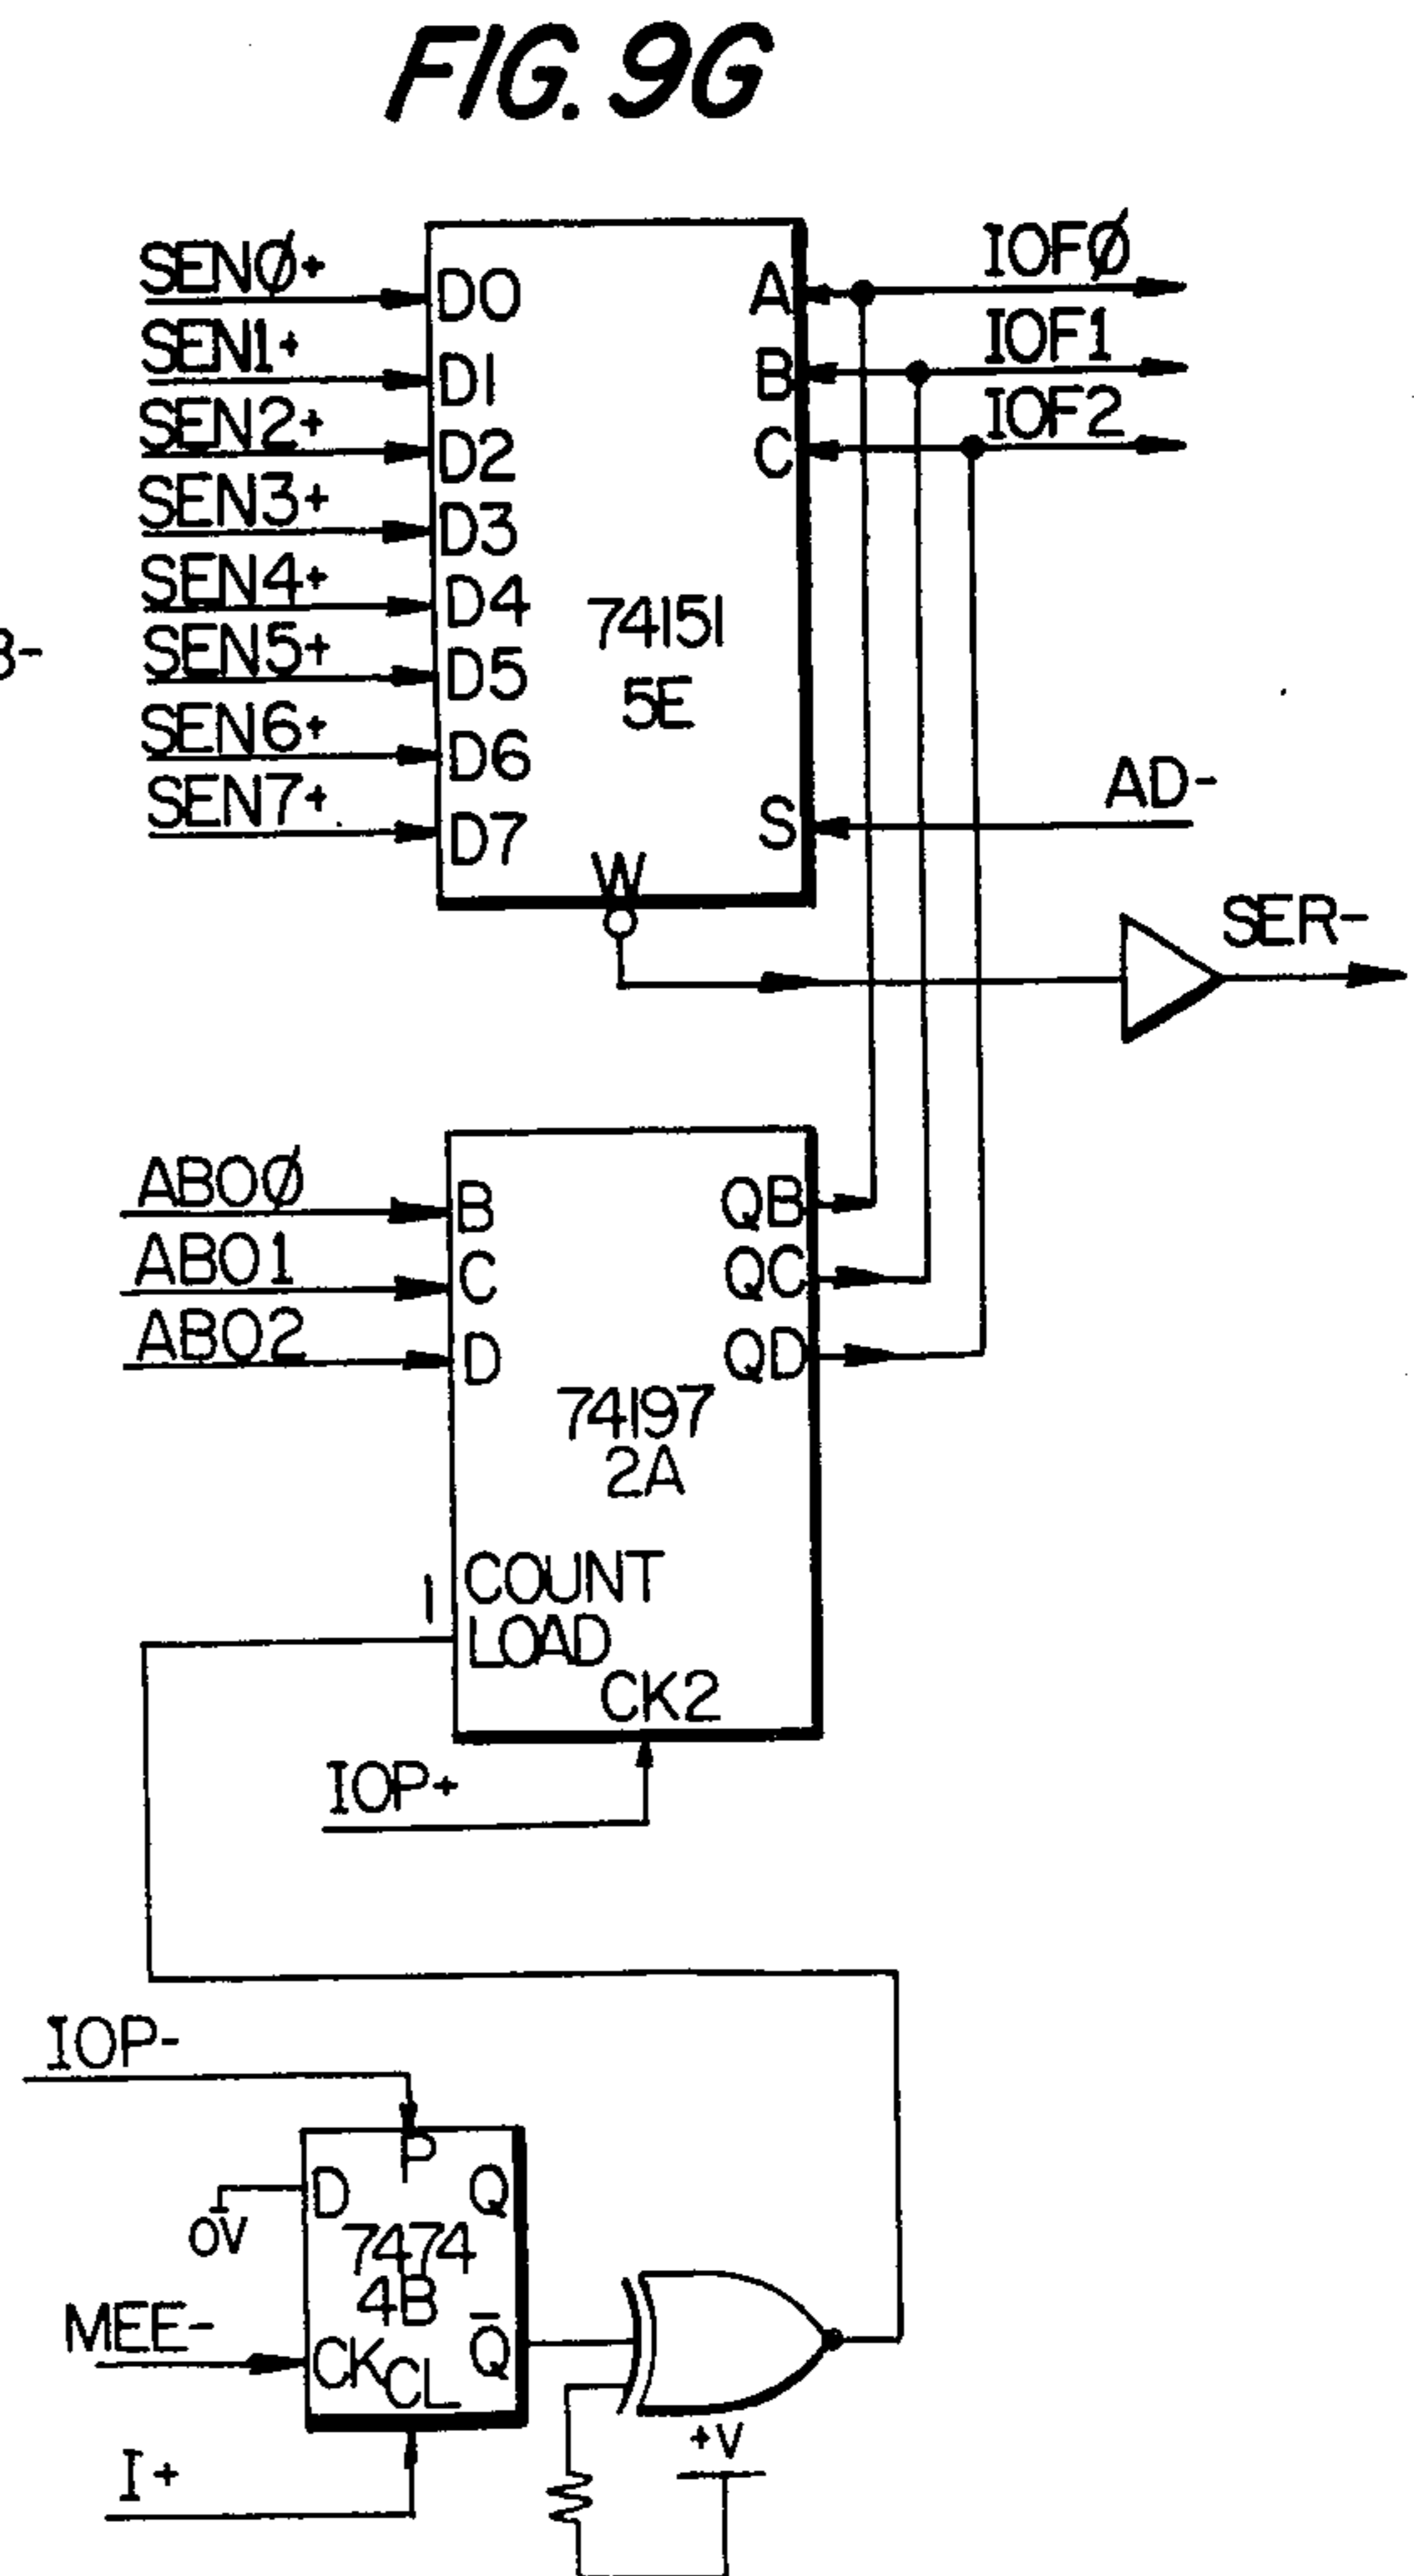 FIG. 9G
SENØ+
SEN1+
SEN2+
SEN3+
SEN4+
SEN5+
SEN6+
SEN7+
D0
D1
D2
D3
D4
D5
D6
D7
74151
5E
W
A
B
C
S
IOFØ
IOF1
IOF2
AD-
SER-
B-
ABOØ
ABO1
ABO2
B
C
D
QB
QC
QD
74197
2A
1
COUNT
LOAD
CK2
IOP+
IOP-
P
D
Q
0V
7474
4B
MEE-
CK
CL
Q̅
I+
+V